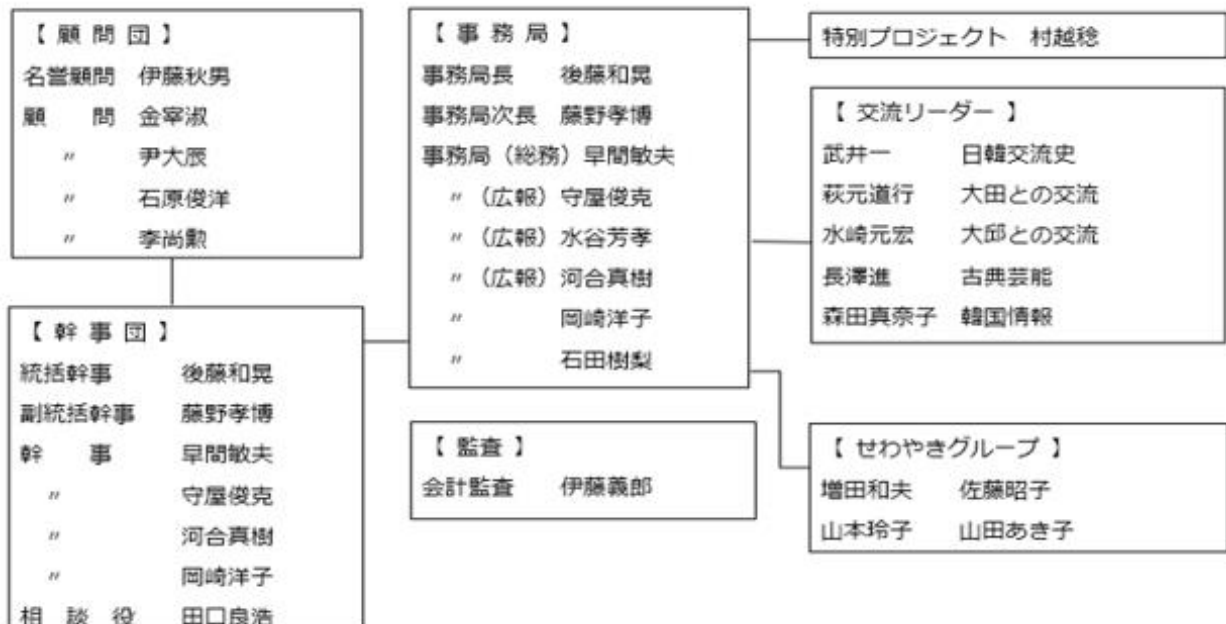 【 顧 問 団 】
名誉顧問　伊藤秋男
顧　　問　金宰淑
〃　尹大辰
〃　石原俊洋
〃　李尚勲
【 幹 事 団 】
統括幹事　後藤和晃
副統括幹事　藤野孝博
幹　　事　早間敏夫
〃　守屋俊克
〃　河合真樹
〃　岡崎洋子
相　談　役　田口良浩
【 事 務 局 】
事務局長　後藤和晃
事務局次長　藤野孝博
事務局（総務）早間敏夫
〃（広報）守屋俊克
〃（広報）水谷芳孝
〃（広報）河合真樹
〃　岡崎洋子
〃　石田樹梨
【 監査 】
会計監査　伊藤義郎
特別プロジェクト　村越稔
【 交流リーダー 】
武井一　日韓交流史
萩元道行　大田との交流
水崎元宏　大邱との交流
長澤進　古典芸能
森田真奈子　韓国情報
【 せわやきグループ 】
増田和夫　佐藤昭子
山本玲子　山田あき子